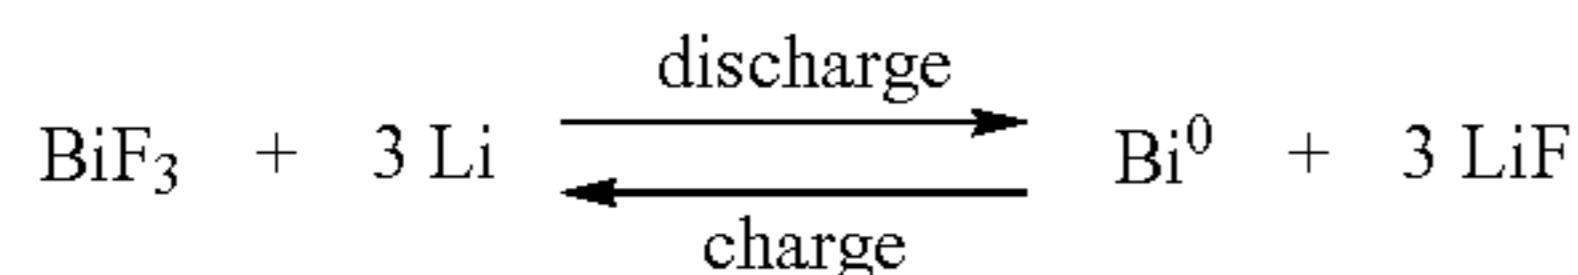 discharge
BiF₃ + 3 Li Bi⁰ + 3 LiF
charge